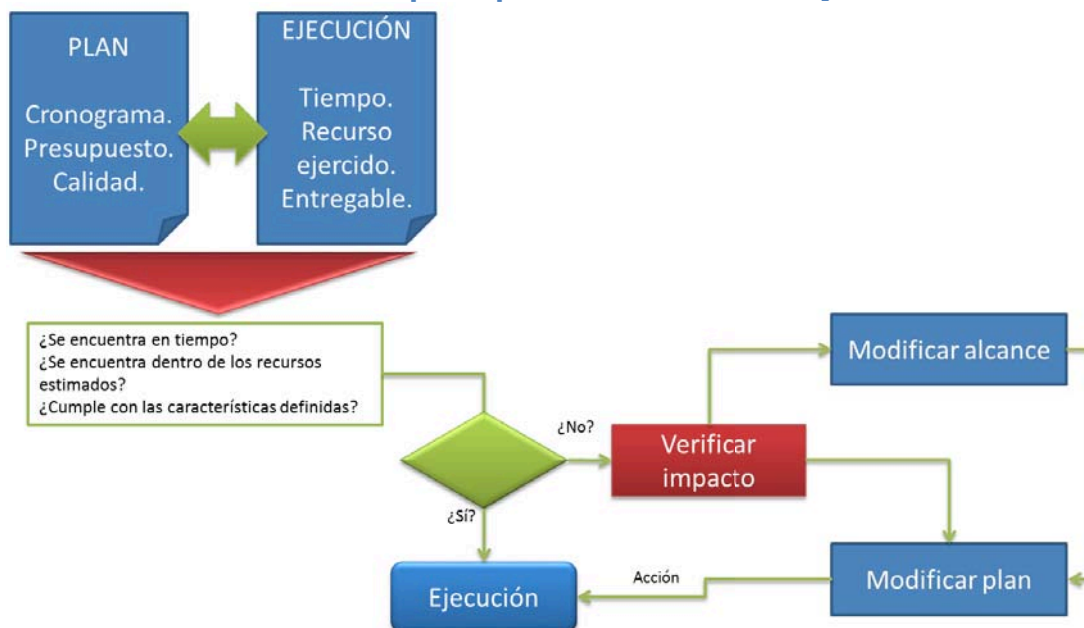 PLAN
Cronograma.
Presupuesto.
Calidad.
EJECUCIÓN
Tiempo.
Recurso
ejercido.
Entregable.
¿Se encuentra en tiempo?
¿Se encuentra dentro de los recursos
estimados?
¿Cumple con las características definidas?
¿No?
¿Sí?
Verificar
impacto
Modificar alcance
Modificar plan
Acción
Ejecución